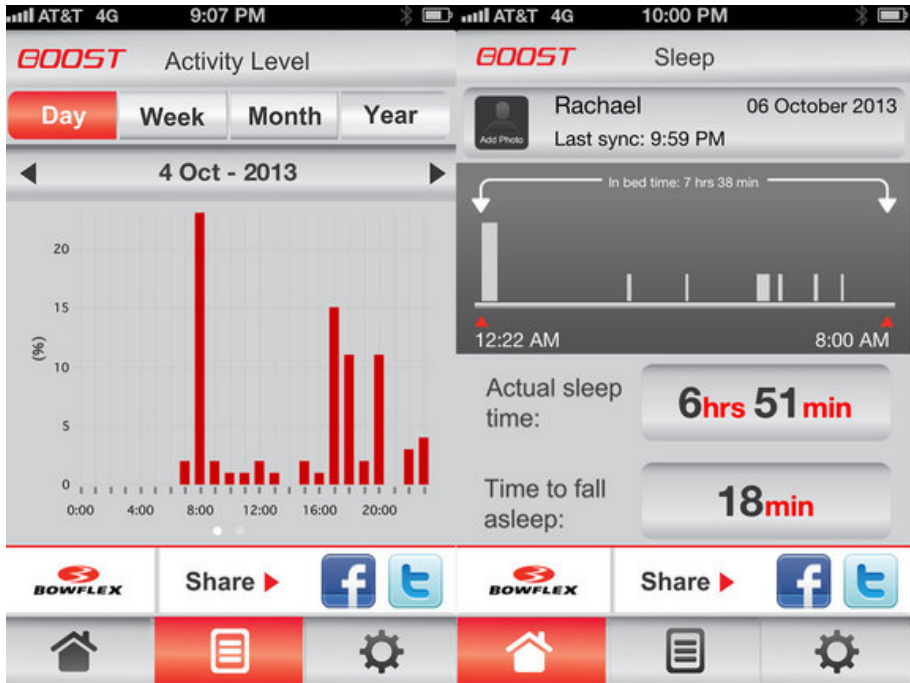 AT&T 4G 9:07 PM
BOOST Activity Level
Day Week Month Year
4 Oct - 2013
(%)
20
15
10
5
0
0:00 4:00 8:00 12:00 16:00 20:00
BOWFLEX Share
AT&T 4G 10:00 PM
BOOST Sleep
Add Photo
Rachael 06 October 2013
Last sync: 9:59 PM
In bed time: 7 hrs 38 min
12:22 AM 8:00 AM
Actual sleep
time:
6hrs 51min
Time to fall
asleep:
18min
BOWFLEX Share